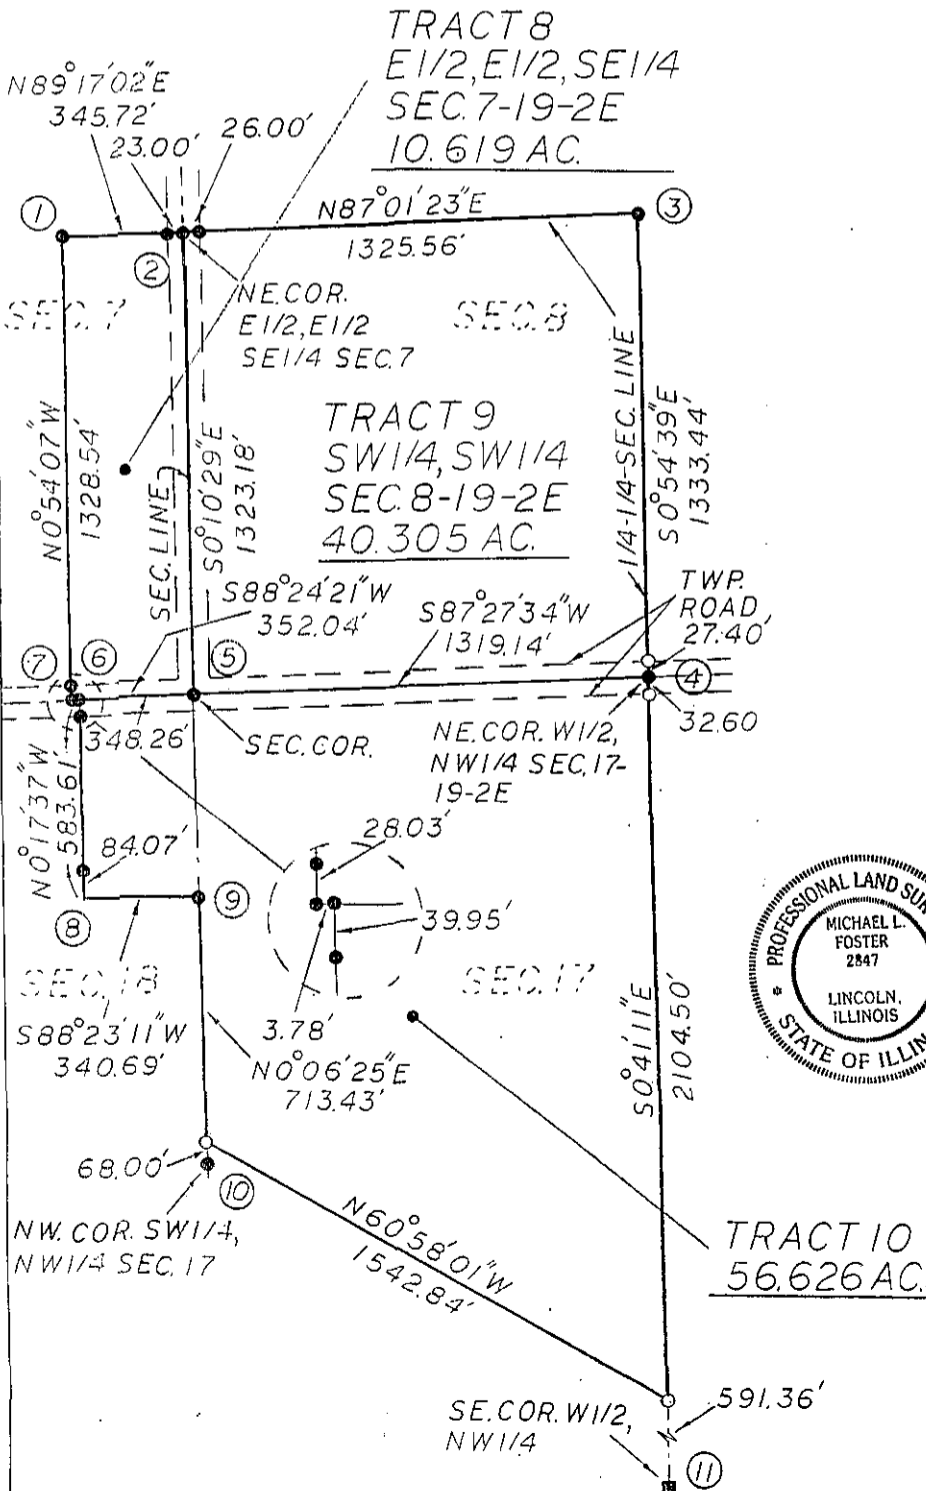 TRACT 8
E1/2, E1/2, SE1/4
SEC. 7-19-2E
10.619 AC.
N89°17'02"E
345.72'
23.00'
26.00'
①
②
③
N87°01'23"E
1325.56'
SEC. 7
NE. COR.
E1/2, E1/2
SE1/4 SEC. 7
SEC. 8
TRACT 9
SW1/4, SW1/4
SEC. 8-19-2E
40.305 AC.
N0°54'07"W
1328.54'
SEC. LINE
S0°10'29"E
1323.18'
1/4-1/4-SEC. LINE
S0°54'39"E
1333.44'
S88°24'21"W
352.04'
S87°27'34"W
1319.14'
TWP.
ROAD
27.40'
⑦
⑥
⑤
④
32.60
348.26'
SEC. COR.
NE. COR. W1/2,
NW1/4 SEC. 17-
19-2E
N0°17'37"W
583.61'
84.07'
⑧
⑨
28.03'
39.95'
3.78'
SEC. 18
S88°23'11"W
340.69'
SEC. 17
N0°06'25"E
713.43'
S0°41'11"E
2104.50'
PROFESSIONAL LAND SUR
MICHAEL L.
FOSTER
2847
LINCOLN,
ILLINOIS
STATE OF ILLIN
68.00'
⑩
NW. COR. SW1/4,
NW1/4 SEC. 17
N60°58'01"W
1542.84'
TRACT 10
56.626 AC.
SE. COR. W1/2,
NW1/4
591.36'
⑪